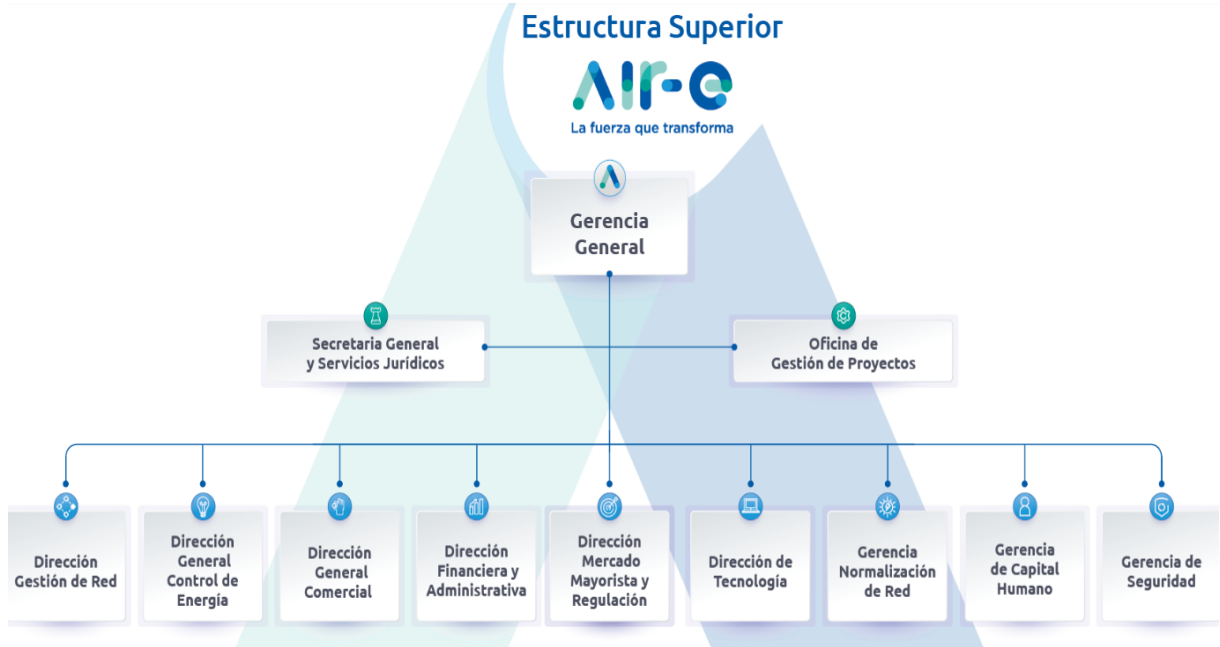 Estructura Superior
AIr-e
La fuerza que transforma
Gerencia
General
Secretaria General
y Servicios Jurídicos
Oficina de
Gestión de Proyectos
Dirección
Gestión de Red
Dirección
General
Control de
Energía
Dirección
General
Comercial
Dirección
Financiera y
Administrativa
Dirección
Mercado
Mayorista y
Regulación
Dirección de
Tecnología
Gerencia
Normalización
de Red
Gerencia
de Capital
Humano
Gerencia de
Seguridad